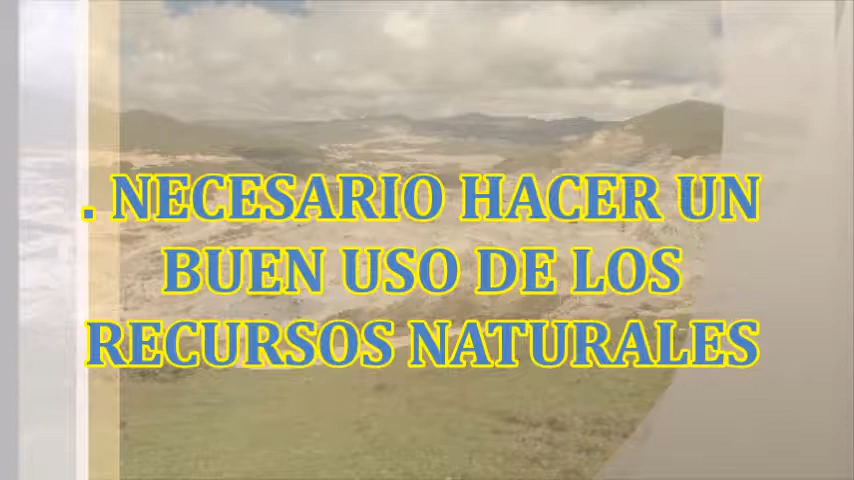 . NECESARIO HACER UN
BUEN USO DE LOS
RECURSOS NATURALES